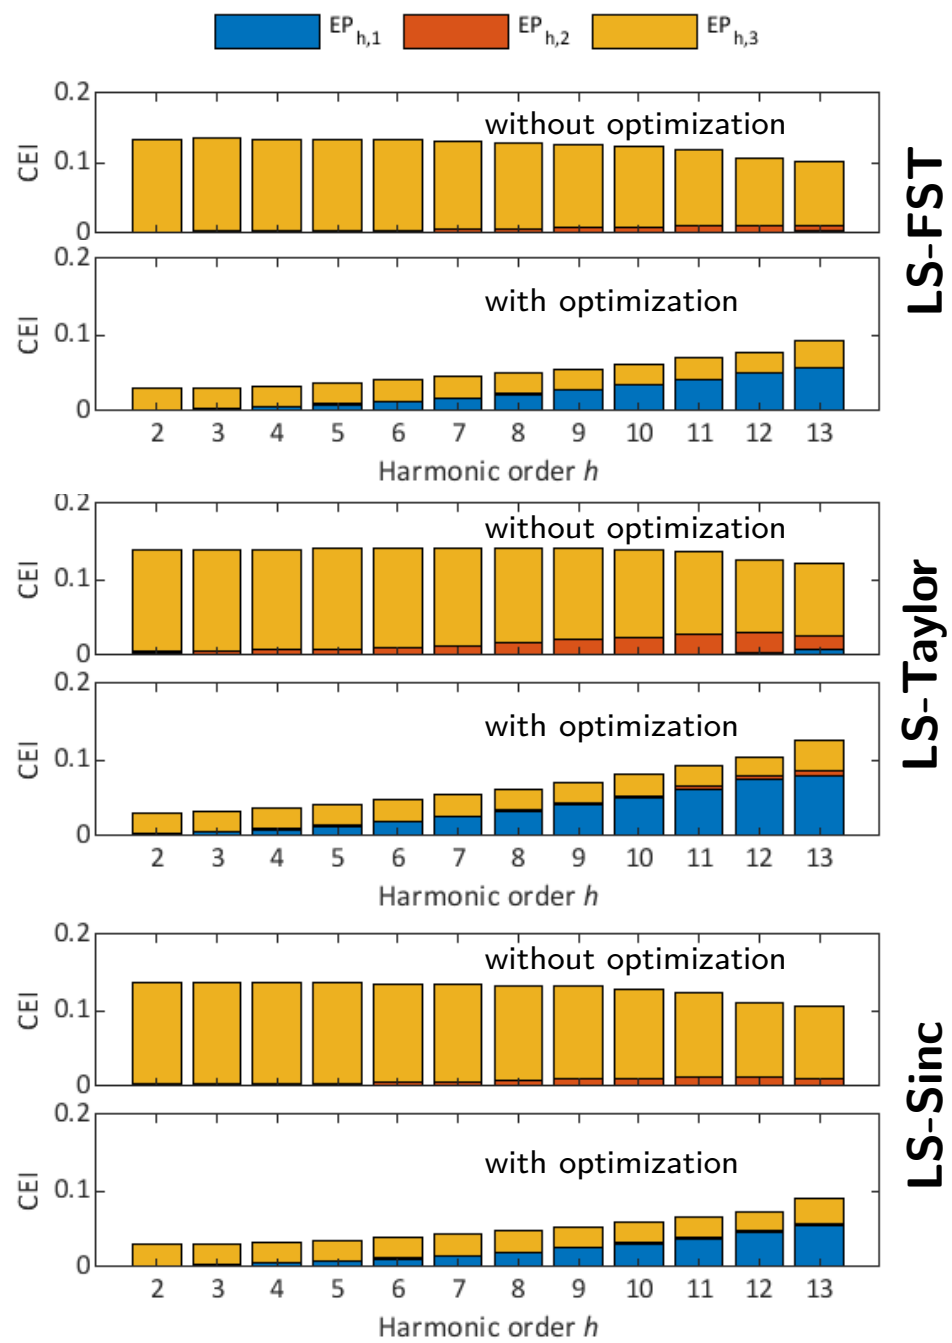 EP h,1 EP h,2 EP h,3
0.2
without optimization
CEI
0.1
0
LS-FST
0.2
with optimization
CEI
0.1
0
2 3 4 5 6 7 8 9 10 11 12 13
Harmonic order h
0.2
without optimization
CEI
0.1
0
LS-Taylor
0.2
with optimization
CEI
0.1
0
2 3 4 5 6 7 8 9 10 11 12 13
Harmonic order h
0.2
without optimization
CEI
0.1
0
LS-Sinc
0.2
with optimization
CEI
0.1
0
2 3 4 5 6 7 8 9 10 11 12 13
Harmonic order h